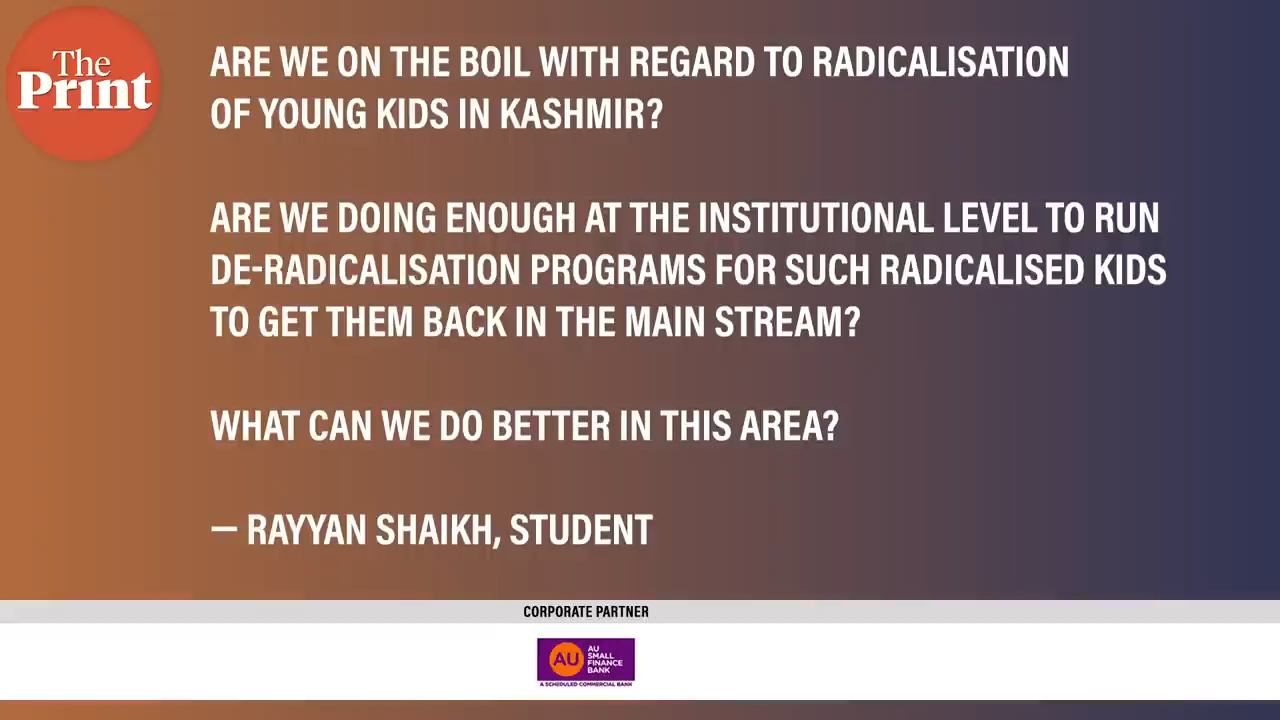 The
Print
ARE WE ON THE BOIL WITH REGARD TO RADICALISATION
OF YOUNG KIDS IN KASHMIR?
ARE WE DOING ENOUGH AT THE INSTITUTIONAL LEVEL TO RUN
DE-RADICALISATION PROGRAMS FOR SUCH RADICALISED KIDS
TO GET THEM BACK IN THE MAIN STREAM?
WHAT CAN WE DO BETTER IN THIS AREA?
— RAYYAN SHAIKH, STUDENT
CORPORATE PARTNER
AU
AU
SMALL
FINANCE
BANK
A SCHEDULED COMMERCIAL BANK